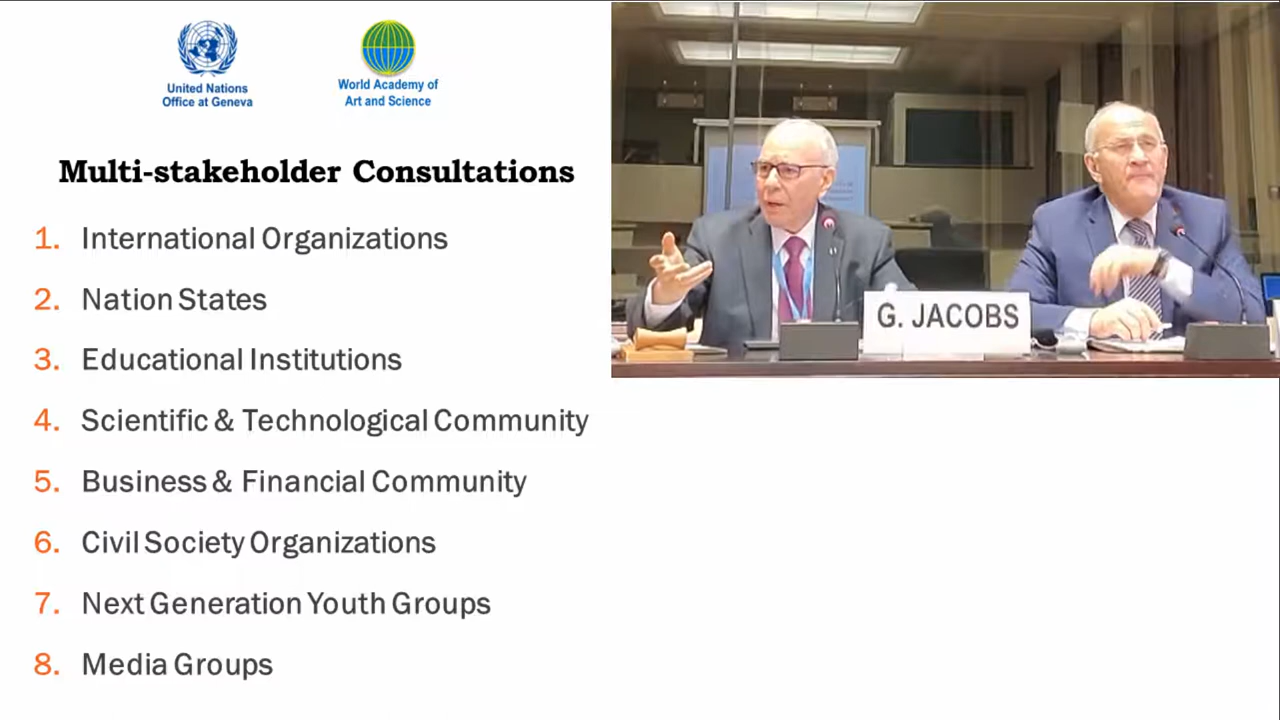 United Nations
Office at Geneva
World Academy of
Art and Science
Multi-stakeholder Consultations
1. International Organizations
2. Nation States
3. Educational Institutions
4. Scientific & Technological Community
5. Business & Financial Community
6. Civil Society Organizations
7. Next Generation Youth Groups
8. Media Groups
G. JACOBS